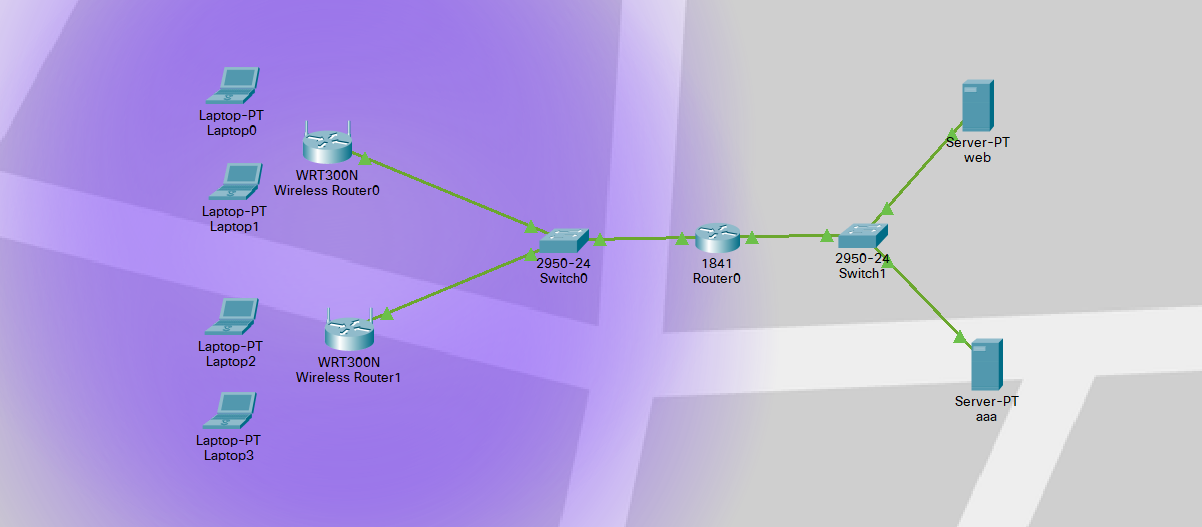 Laptop-PT
Laptop0
WRT300N
Wireless Router0
Laptop-PT
Laptop1
Laptop-PT
Laptop2
WRT300N
Wireless Router1
Laptop-PT
Laptop3
2950-24
Switch0
1841
Router0
2950-24
Switch1
Server-PT
web
Server-PT
aaa